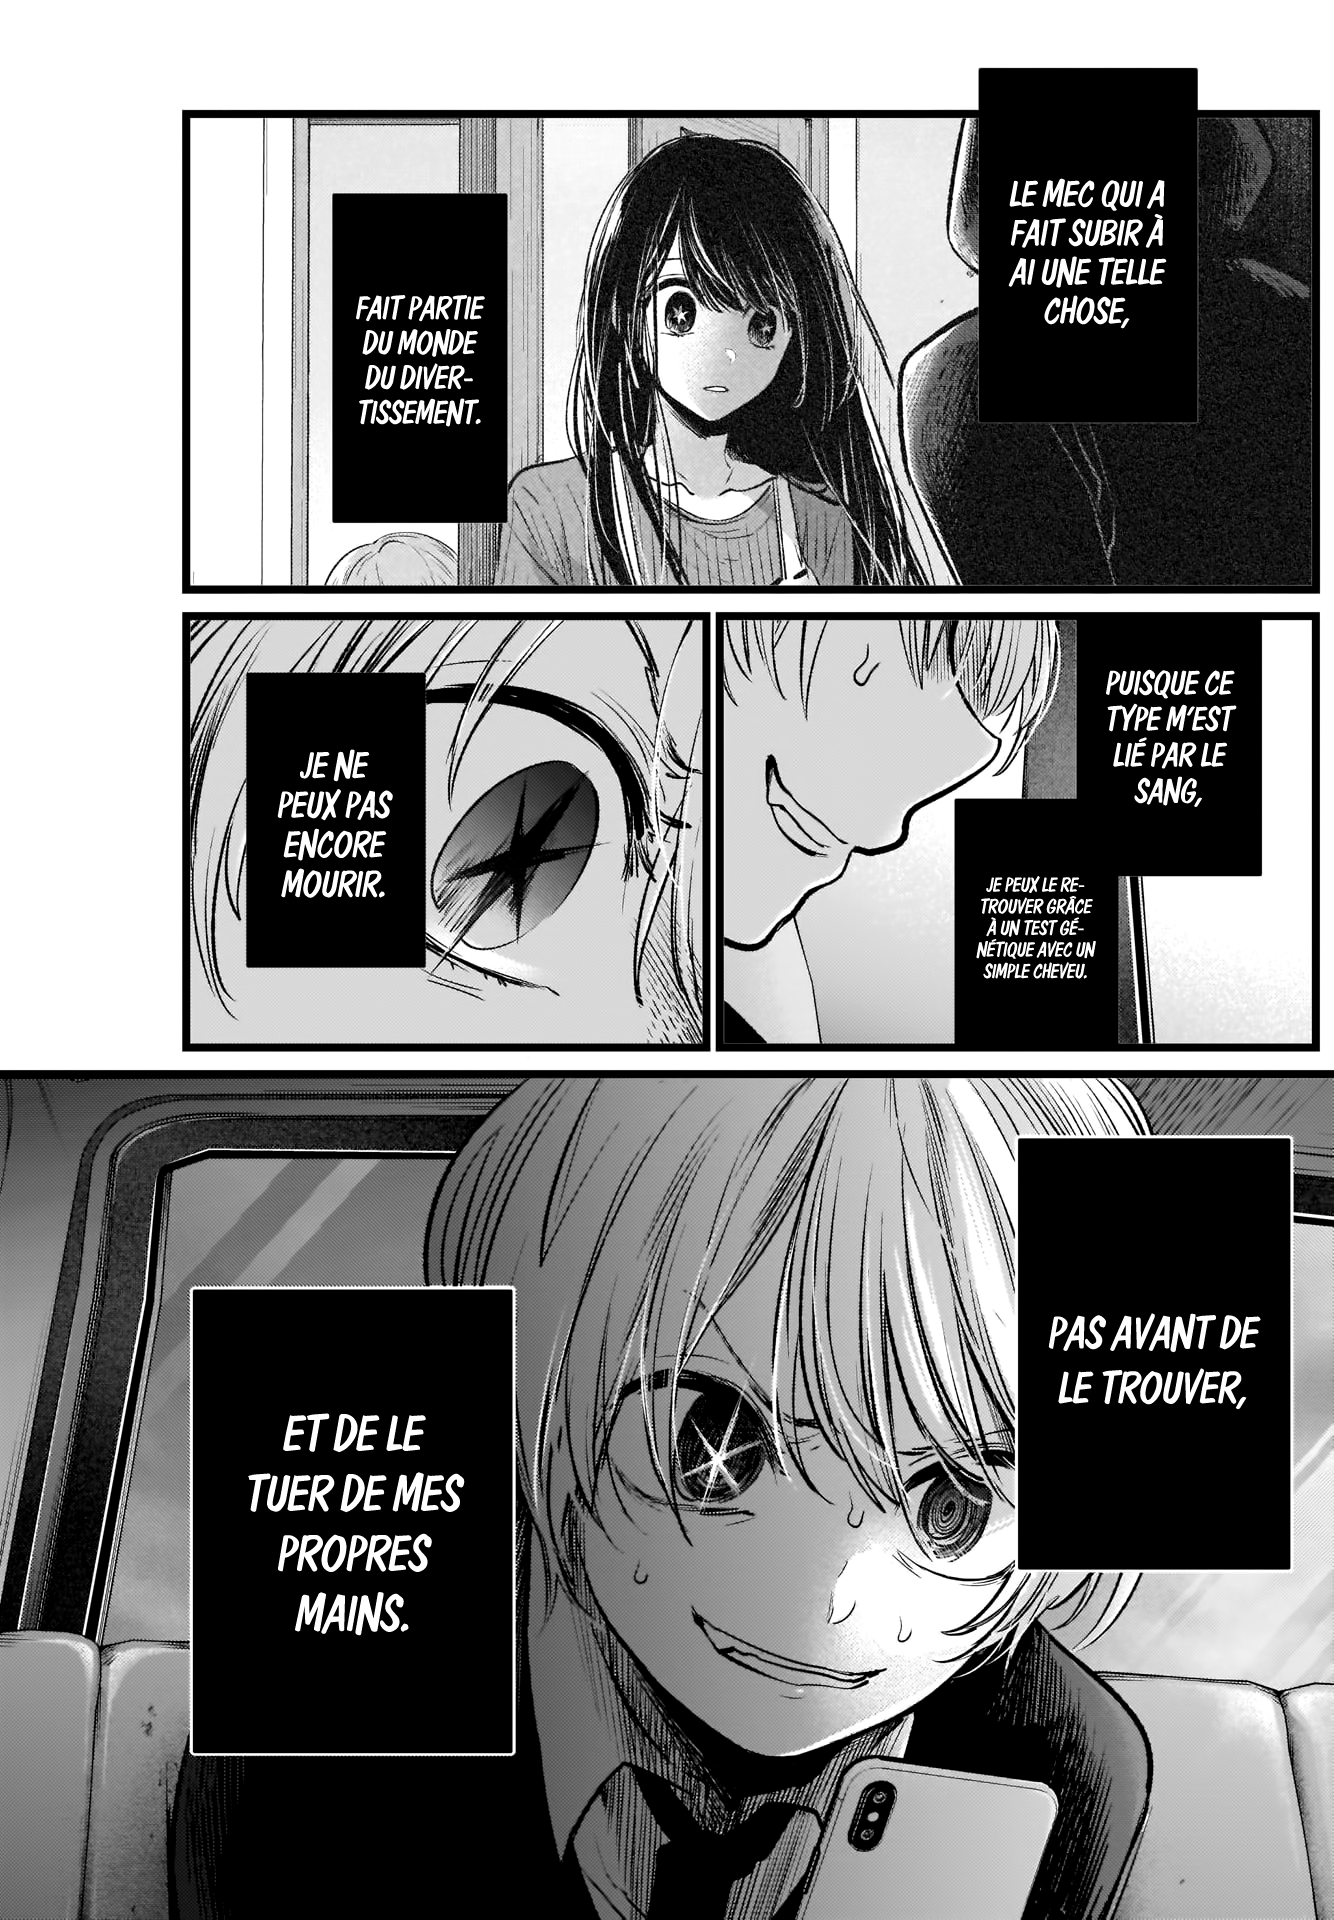 LE MEC QUI A
FAIT SUBIR À
AI UNE TELLE
CHOSE,
FAIT PARTIE
DU MONDE
DU DIVER-
TISSEMENT.
PUISQUE CE
TYPE M'EST
LIÉ PAR LE
SANG,
JE PEUX LE RE-
TROUVER GRÂCE
À UN TEST GÉ-
NÉTIQUE AVEC UN
SIMPLE CHEVEU.
JE NE
PEUX PAS
ENCORE
MOURIR.
PAS AVANT DE
LE TROUVER,
ET DE LE
TUER DE MES
PROPRES
MAINS.